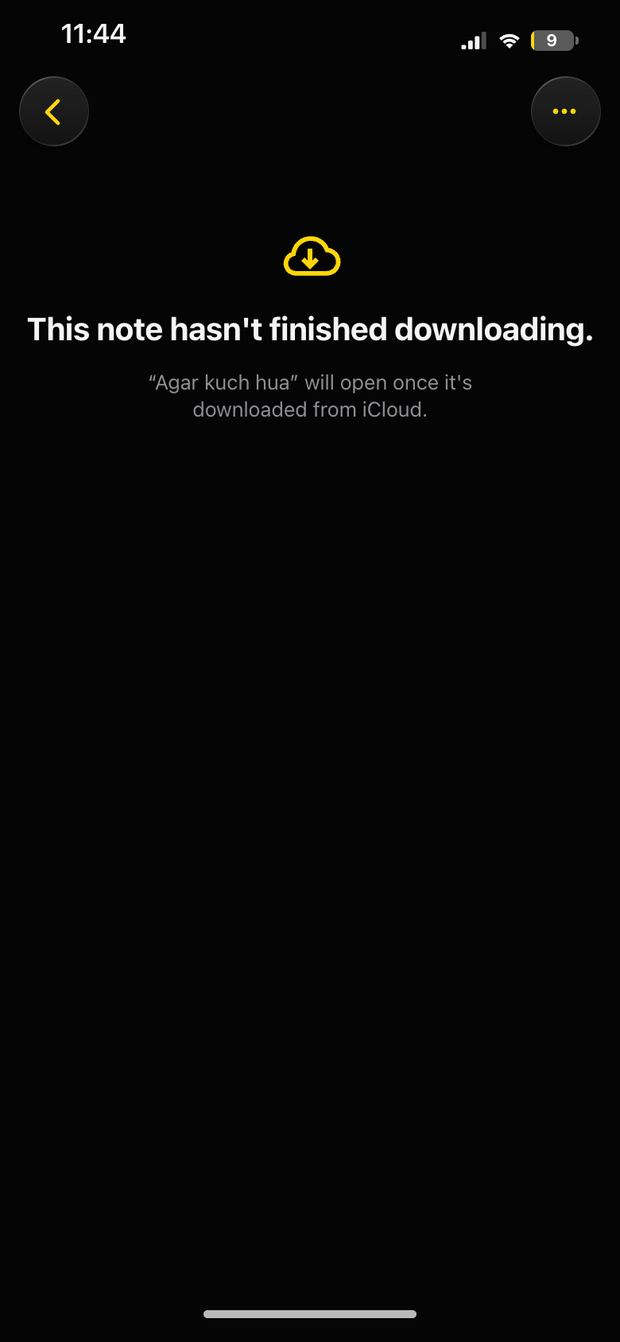 11:44
9
This note hasn't finished downloading.
“Agar kuch hua” will open once it's
downloaded from iCloud.